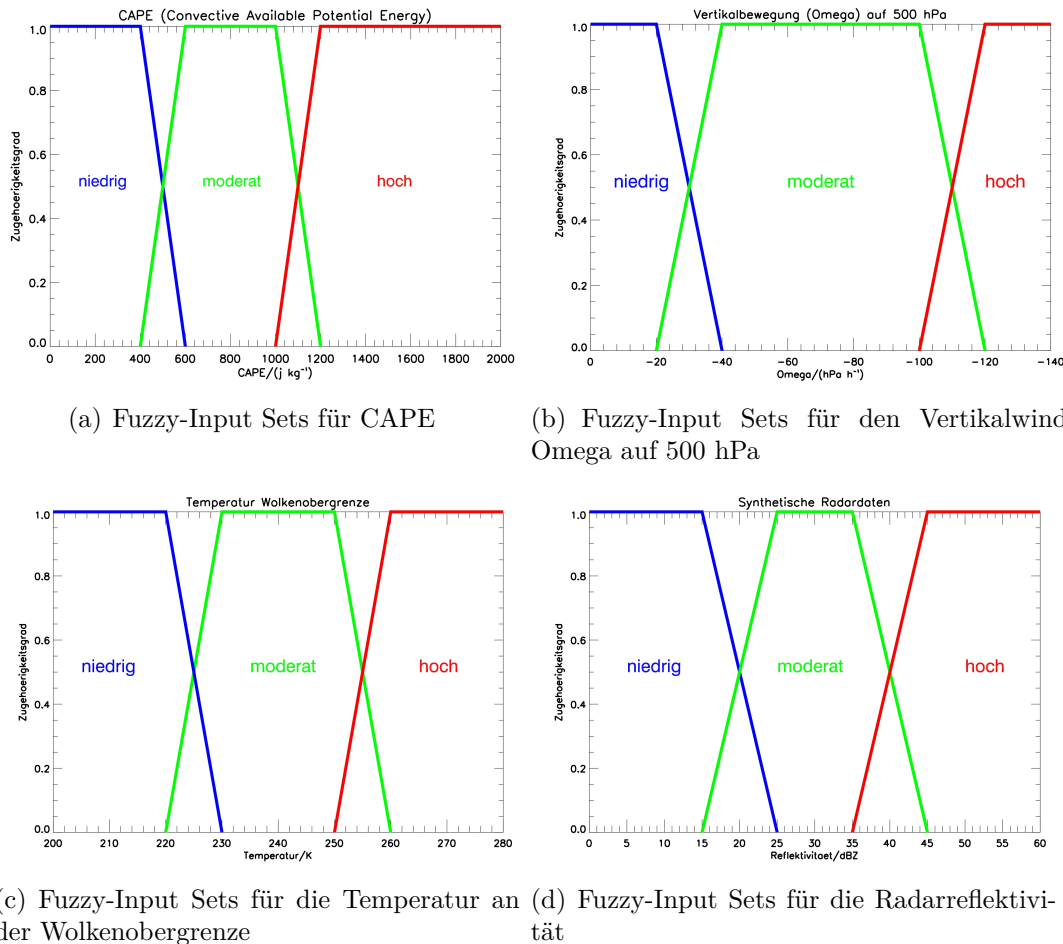 CAPE (Convective Available Potential Energy)
1.0
0.8
0.6
0.4
0.2
0.0
Zugehoerigkeitsgrad
niedrig moderat hoch
0 200 400 600 800 1000 1200 1400 1600 1800 2000
CAPE/(j kg⁻¹)
(a) Fuzzy-Input Sets für CAPE
Vertikalbewegung (Omega) auf 500 hPa
1.0
0.8
0.6
0.4
0.2
0.0
Zugehoerigkeitsgrad
niedrig moderat hoch
0 −20 −40 −60 −80 −100 −120 −140
Omega/(hPa h⁻¹)
(b) Fuzzy-Input Sets für den Vertikalwind
Omega auf 500 hPa
Temperatur Wolkenobergrenze
1.0
0.8
0.6
0.4
0.2
0.0
Zugehoerigkeitsgrad
niedrig moderat hoch
200 210 220 230 240 250 260 270 280
Temperatur/K
(c) Fuzzy-Input Sets für die Temperatur an
der Wolkenobergrenze
Synthetische Radardaten
1.0
0.8
0.6
0.4
0.2
0.0
Zugehoerigkeitsgrad
niedrig moderat hoch
0 5 10 15 20 25 30 35 40 45 50 55 60
Reflektivitaet/dBZ
(d) Fuzzy-Input Sets für die Radarreflektivi-
tät